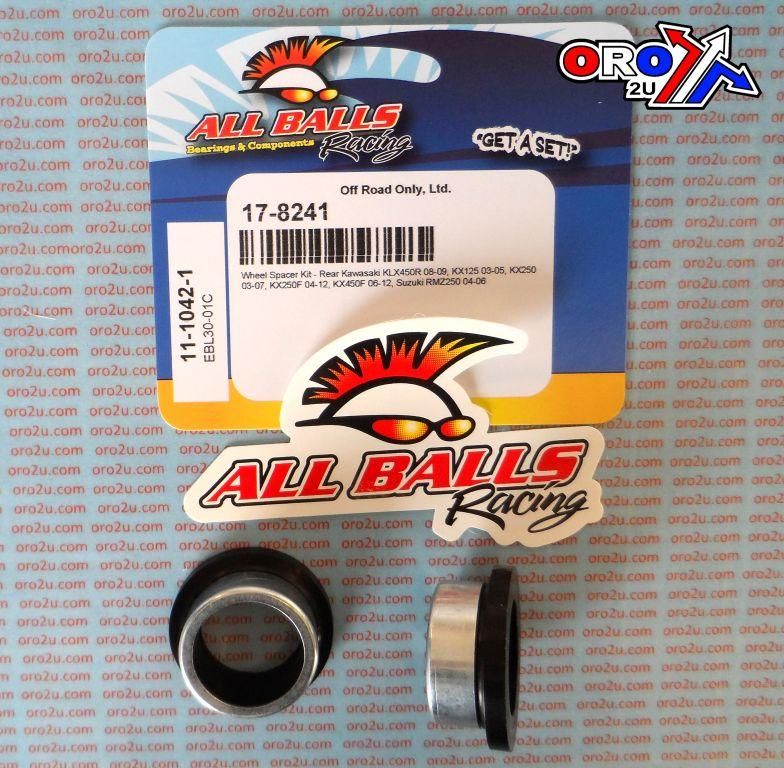 ORO
2U
ALL BALLS
Bearings & Components
Racing
"GET A SET!"
Off Road Only, Ltd.
17-8241
Wheel Spacer Kit - Rear Kawasaki KLX450R 08-09, KX125 03-05, KX250
03-07, KX250F 04-12, KX450F 06-12, Suzuki RMZ250 04-06
11-1042-1
EBL30-01C
ALL BALLS
Racing
oro2u.com